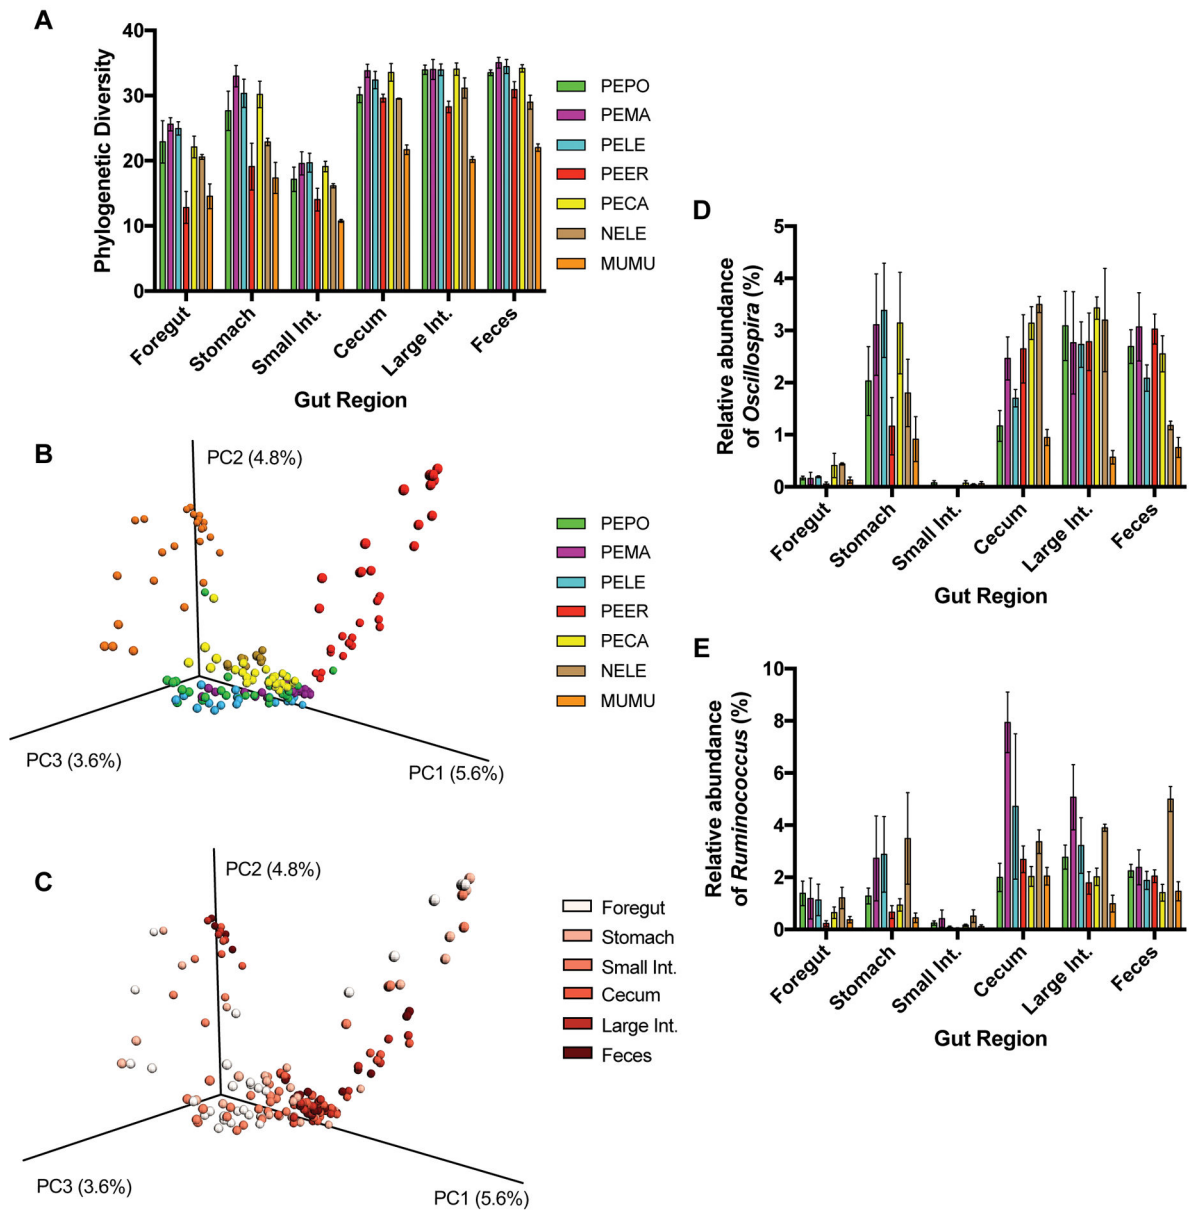 A
Phylogenetic Diversity
40
30
20
10
0
Foregut
Stomach
Small Int.
Cecum
Large Int.
Feces
Gut Region
PEPO
PEMA
PELE
PEER
PECA
NELE
MUMU
B
PC2 (4.8%)
PC3 (3.6%)
PC1 (5.6%)
PEPO
PEMA
PELE
PEER
PECA
NELE
MUMU
C
PC2 (4.8%)
PC3 (3.6%)
PC1 (5.6%)
Foregut
Stomach
Small Int.
Cecum
Large Int.
Feces
D
Relative abundance
of Oscillospira (%)
5
4
3
2
1
0
Foregut
Stomach
Small Int.
Cecum
Large Int.
Feces
Gut Region
E
Relative abundance
of Ruminococcus (%)
10
8
6
4
2
0
Foregut
Stomach
Small Int.
Cecum
Large Int.
Feces
Gut Region